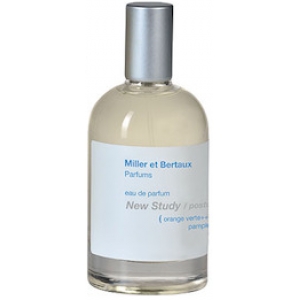 Miller et Bertaux
Parfums
eau de parfum
New Study /
( orange verte+